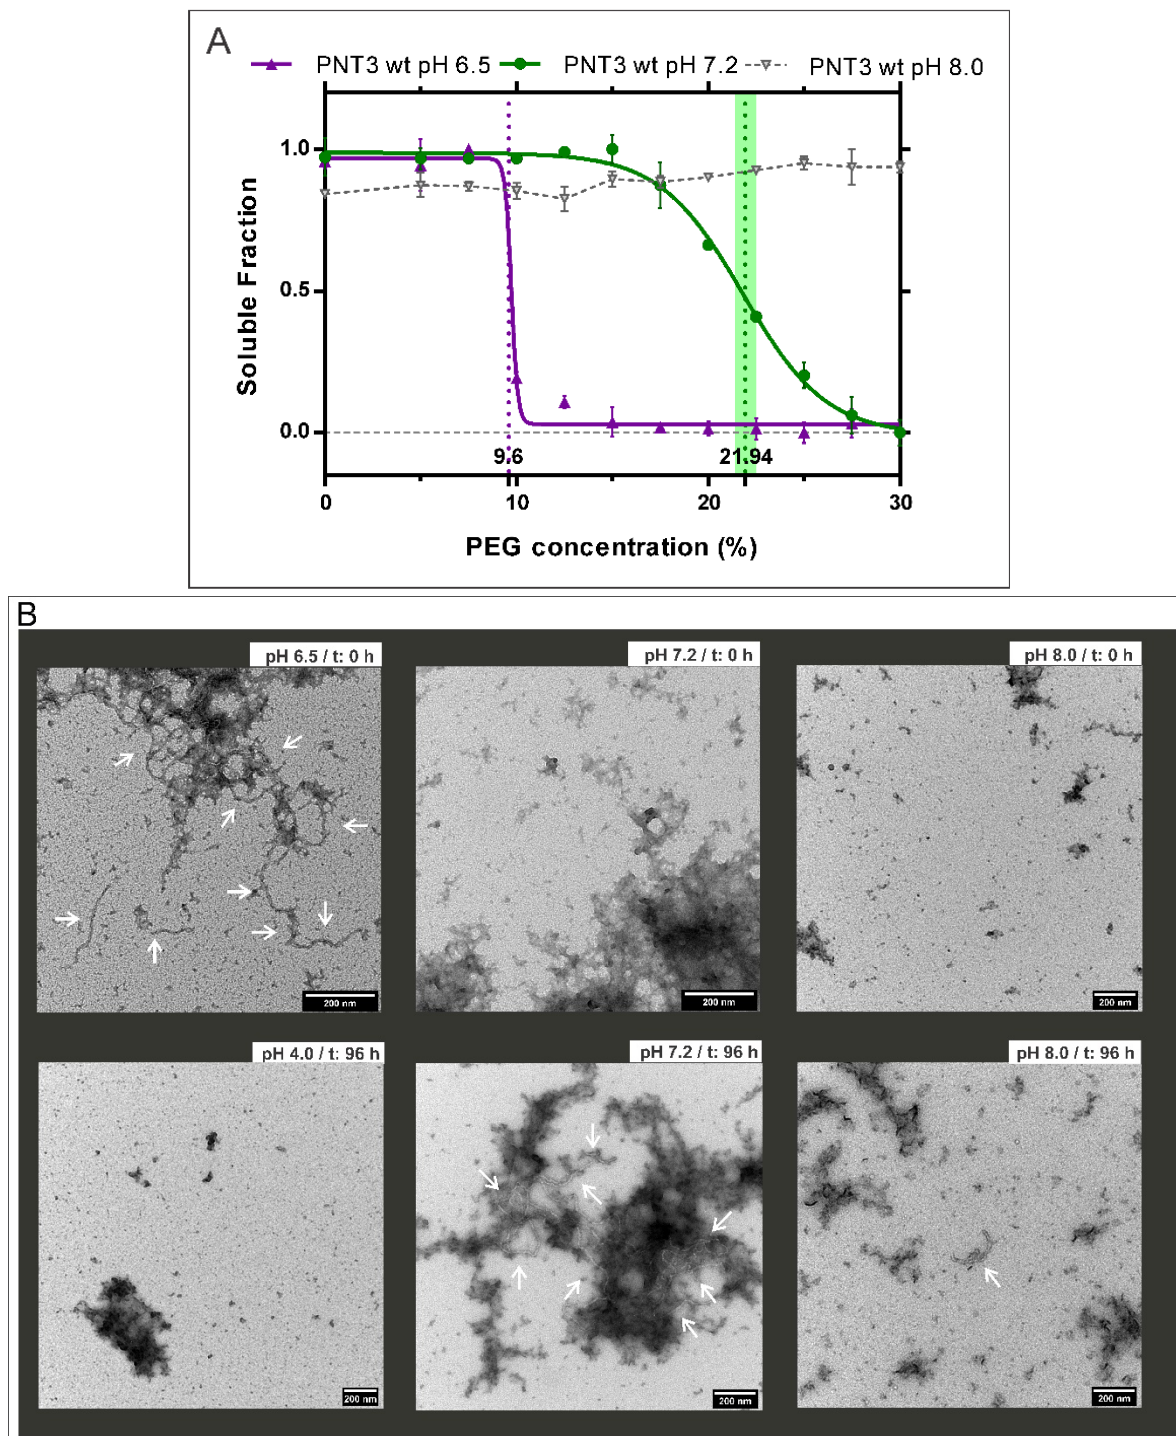 A
PNT3 wt pH 6.5 PNT3 wt pH 7.2 PNT3 wt pH 8.0
1.0
0.5
0.0
Soluble Fraction
9.6 21.94
0 10 20 30
PEG concentration (%)
B
pH 6.5 / t: 0 h pH 7.2 / t: 0 h pH 8.0 / t: 0 h
200 nm 200 nm 200 nm
pH 4.0 / t: 96 h pH 7.2 / t: 96 h pH 8.0 / t: 96 h
200 nm 200 nm 200 nm